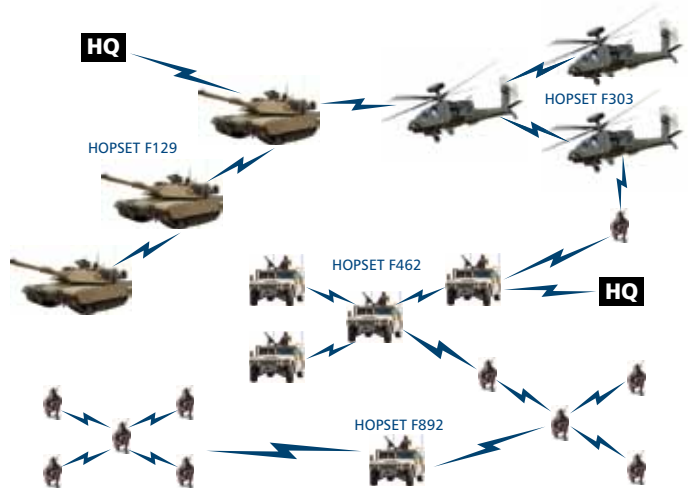 HQ
HOPSET F303
HOPSET F129
HOPSET F462
HQ
HOPSET F892